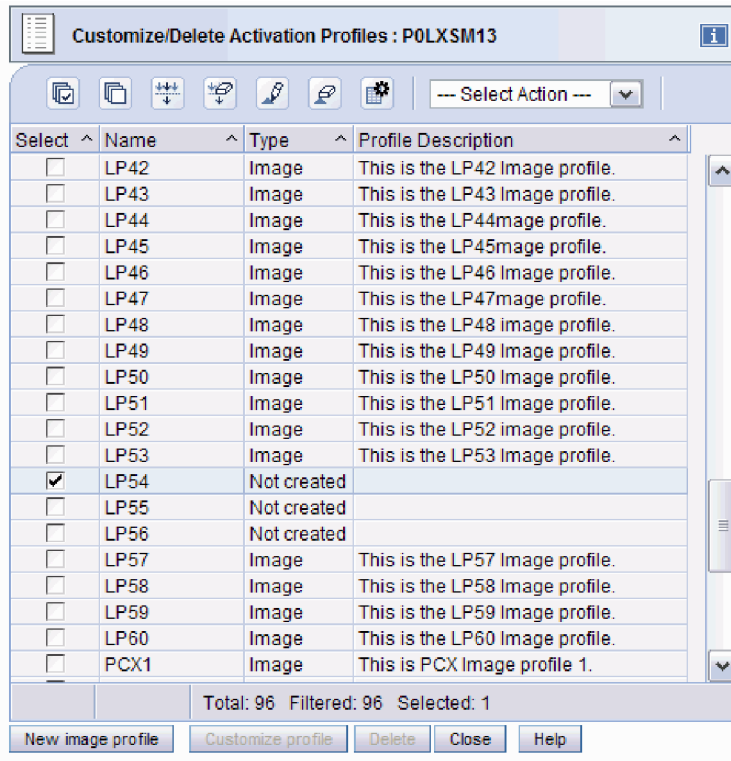 Customize/Delete Activation Profiles : P0LXSM13
i
--- Select Action ---
Select ^ Name ^ Type ^ Profile Description ^
LP42 Image This is the LP42 Image profile.
LP43 Image This is the LP43 Image profile.
LP44 Image This is the LP44mage profile.
LP45 Image This is the LP45mage profile.
LP46 Image This is the LP46 Image profile.
LP47 Image This is the LP47mage profile.
LP48 Image This is the LP48 image profile.
LP49 Image This is the LP49 Image profile.
LP50 Image This is the LP50 Image profile.
LP51 Image This is the LP51 Image profile.
LP52 Image This is the LP52 image profile.
LP53 Image This is the LP53 Image profile.
LP54 Not created
LP55 Not created
LP56 Not created
LP57 Image This is the LP57 Image profile.
LP58 Image This is the LP58 Image profile.
LP59 Image This is the LP59 Image profile.
LP60 Image This is the LP60 Image profile.
PCX1 Image This is PCX Image profile 1.
Total: 96 Filtered: 96 Selected: 1
New image profile Customize profile Delete Close Help